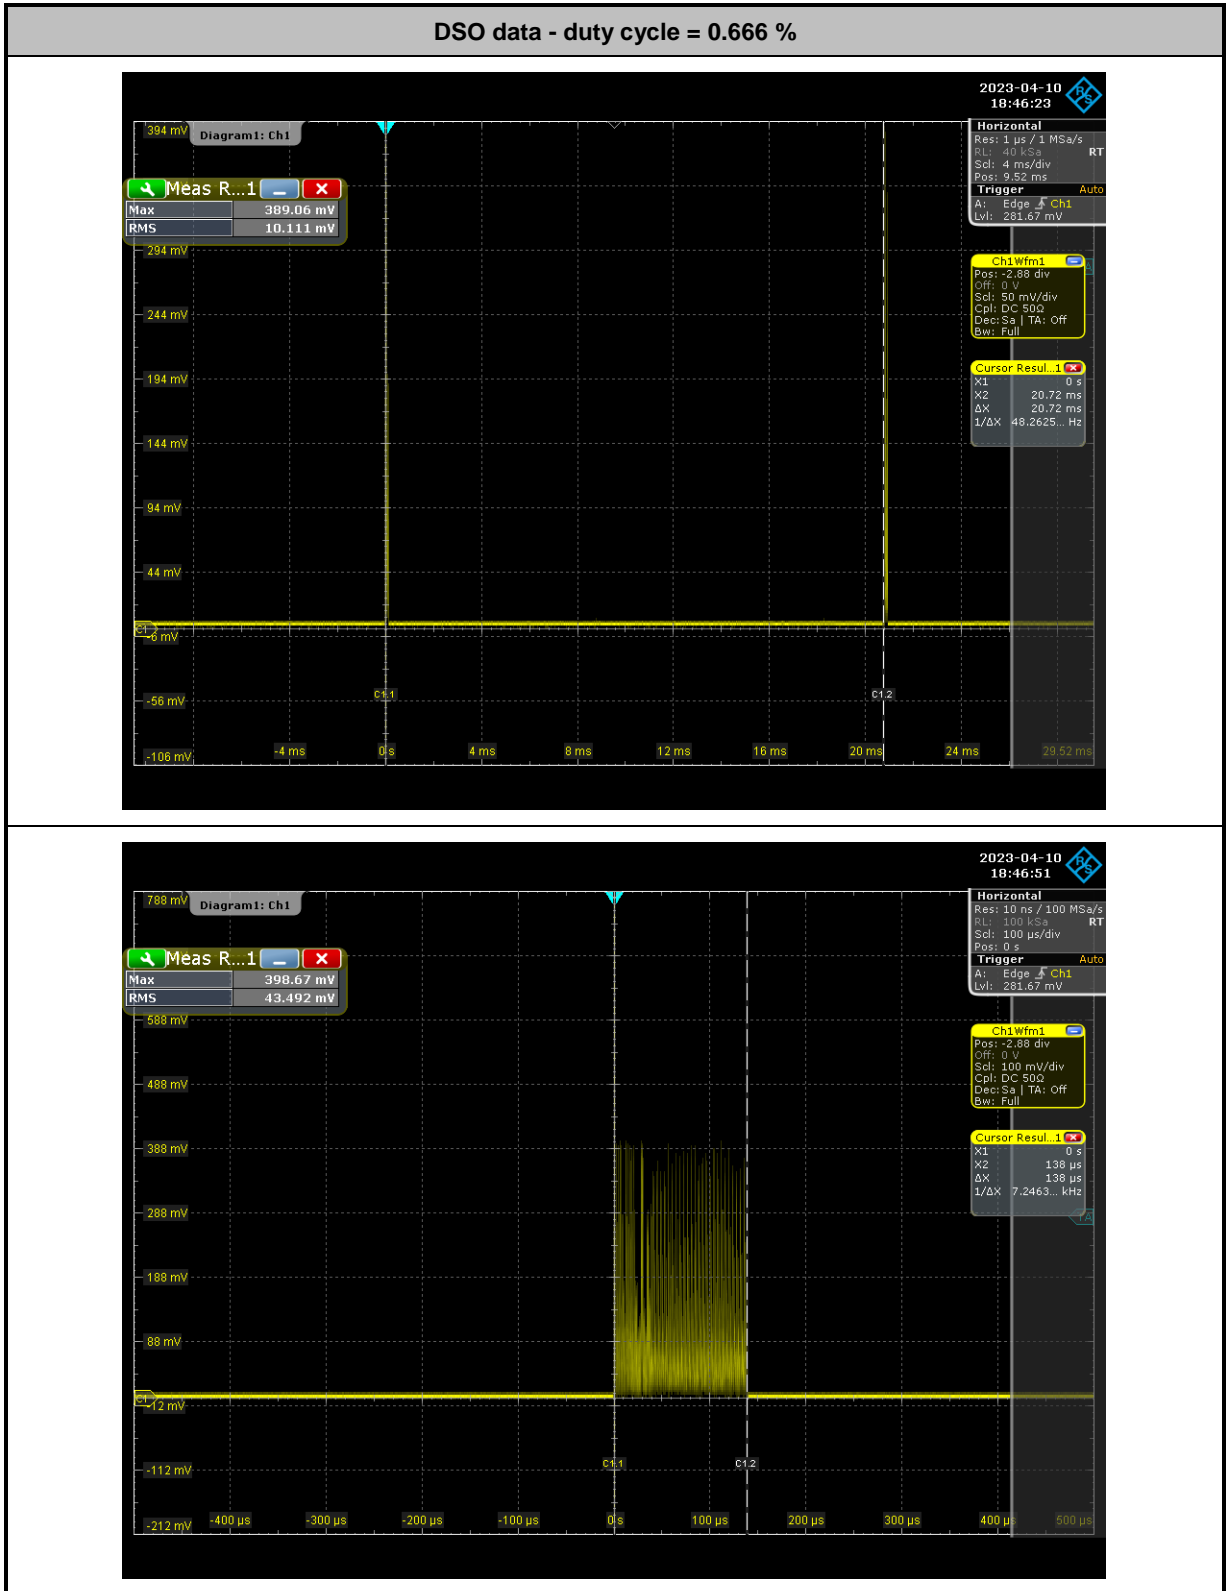 DSO data - duty cycle = 0.666 %
2023-04-10
18:46:23
394 mV
Diagram1: Ch1
Horizontal
Res: 1 µs / 1 MSa/s
RL: 40 kSa RT
Scl: 4 ms/div
Pos: 9.52 ms
Trigger Auto
A: Edge Ch1
Lvl: 281.67 mV
Meas R...1
Max 389.06 mV
RMS 10.111 mV
294 mV
Ch1Wfm1
Pos: -2.88 div
Off: 0 V
Scl: 50 mV/div
Cpl: DC 50Ω
Dec: Sa | TA: Off
Bw: Full
244 mV
Cursor Resul...1
X1 0 s
X2 20.72 ms
ΔX 20.72 ms
1/ΔX 48.2625... Hz
194 mV
144 mV
94 mV
44 mV
C1
-6 mV
-56 mV
C1.1
C1.2
-106 mV
-4 ms 0 s 4 ms 8 ms 12 ms 16 ms 20 ms 24 ms 29.52 ms
2023-04-10
18:46:51
788 mV
Diagram1: Ch1
Horizontal
Res: 10 ns / 100 MSa/s
RL: 100 kSa RT
Scl: 100 µs/div
Pos: 0 s
Trigger Auto
A: Edge Ch1
Lvl: 281.67 mV
Meas R...1
Max 398.67 mV
RMS 43.492 mV
588 mV
Ch1Wfm1
Pos: -2.88 div
Off: 0 V
Scl: 100 mV/div
Cpl: DC 50Ω
Dec: Sa | TA: Off
Bw: Full
488 mV
Cursor Resul...1
X1 0 s
X2 138 µs
ΔX 138 µs
1/ΔX 7.2463... kHz
TA
388 mV
288 mV
188 mV
88 mV
C1
-12 mV
-112 mV
C1.1
C1.2
-212 mV
-400 µs -300 µs -200 µs -100 µs 0 s 100 µs 200 µs 300 µs 400 µs 500 µs